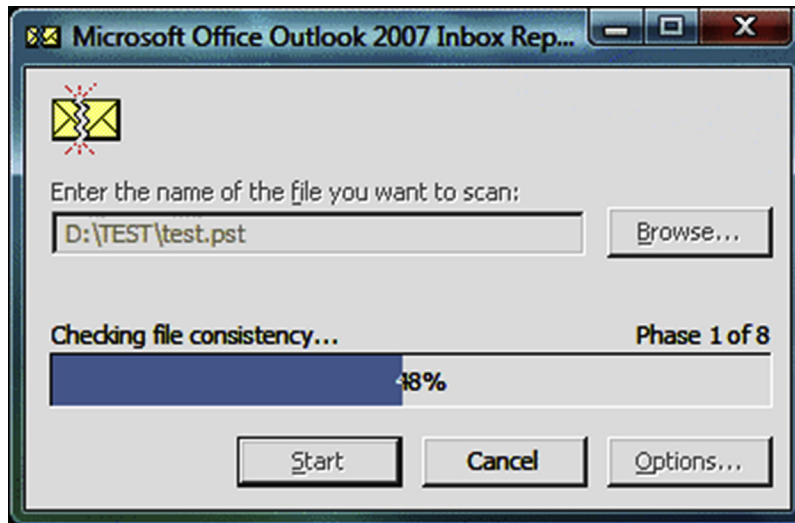 Microsoft Office Outlook 2007 Inbox Rep...
Enter the name of the file you want to scan:
D:\TEST\test.pst
Browse...
Checking file consistency... Phase 1 of 8
48%
Start Cancel Options...